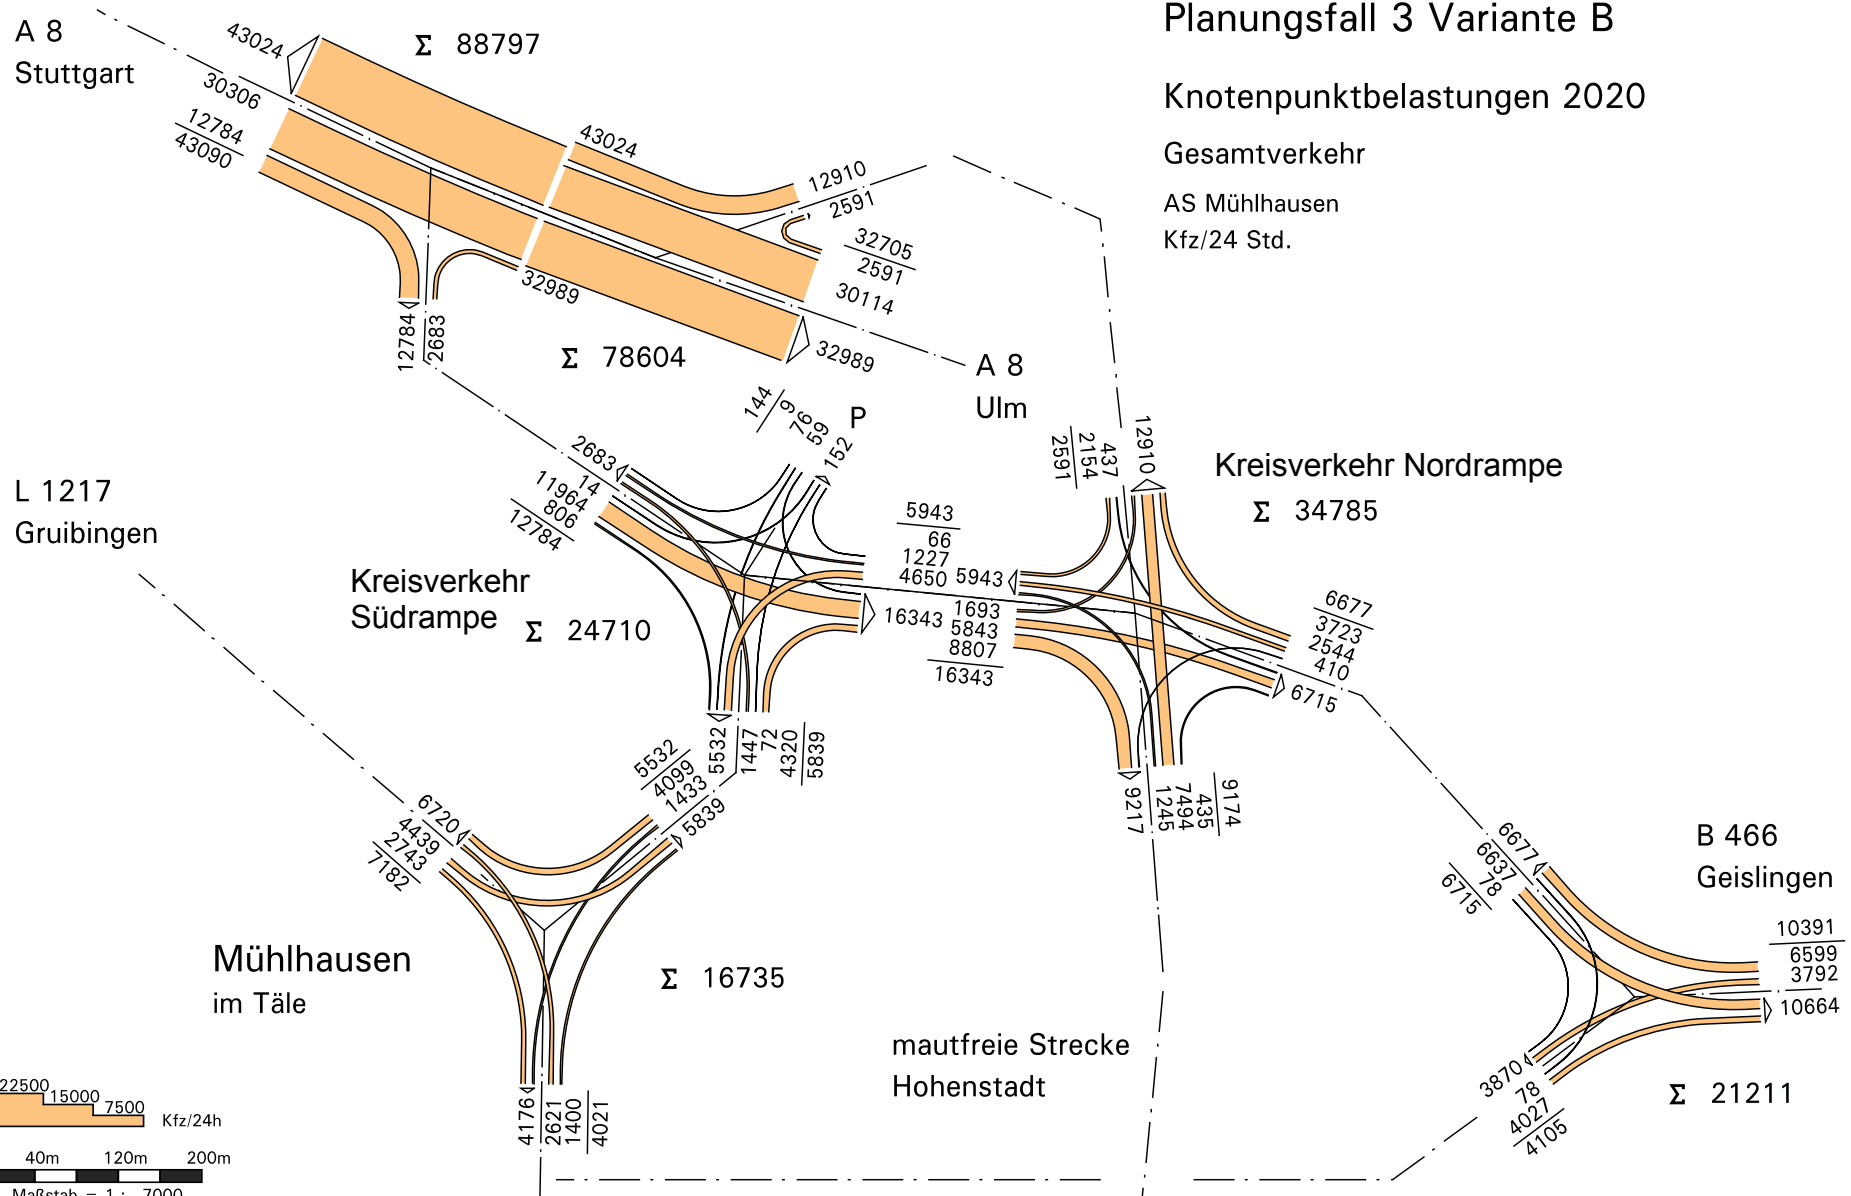 Planungsfall 3 Variante B
Knotenpunktbelastungen 2020
Gesamtverkehr
AS Mühlhausen
Kfz/24 Std.
A 8
Stuttgart
43024
Σ 88797
30306
12784
43090
43024
12910
2591
32705
2591
30114
32989
32989
12784
2683
Σ 78604
A 8
Ulm
144
9
76
59
152
P
2683
14
11964
806
12784
5943
66
1227
4650
16343
Kreisverkehr
Südrampe
Σ 24710
5532
1447
72
4320
5839
L 1217
Gruibingen
2591
2154
437
12910
Kreisverkehr Nordrampe
Σ 34785
5943
1693
5843
8807
16343
6677
3723
2544
410
6715
9217
1245
7494
435
9174
5532
4099
1433
5839
6720
4439
2743
7182
Mühlhausen
im Täle
Σ 16735
4176
2621
1400
4021
mautfreie Strecke
Hohenstadt
6677
6637
78
6715
B 466
Geislingen
10391
6599
3792
10664
3870
78
4027
4105
Σ 21211
22500
15000
7500
Kfz/24h
40m 120m 200m
Maßstab = 1 : 7000